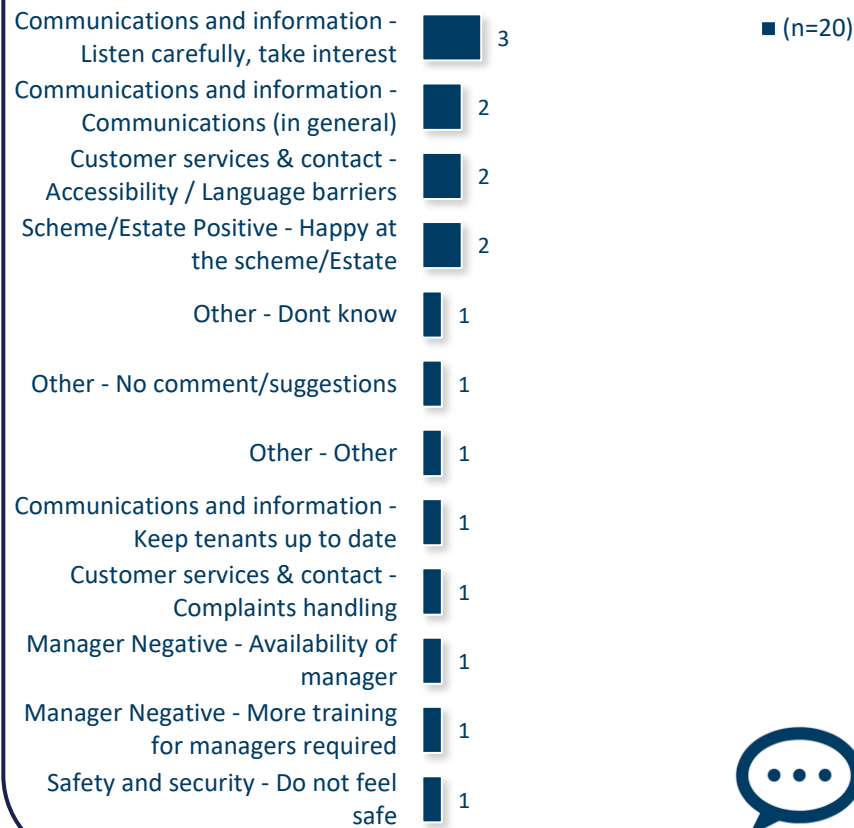 Communications and information -
Listen carefully, take interest
3
(n=20)
Communications and information -
Communications (in general)
2
Customer services & contact -
Accessibility / Language barriers
2
Scheme/Estate Positive - Happy at
the scheme/Estate
2
Other - Dont know
1
Other - No comment/suggestions
1
Other - Other
1
Communications and information -
Keep tenants up to date
1
Customer services & contact -
Complaints handling
1
Manager Negative - Availability of
manager
1
Manager Negative - More training
for managers required
1
Safety and security - Do not feel
safe
1